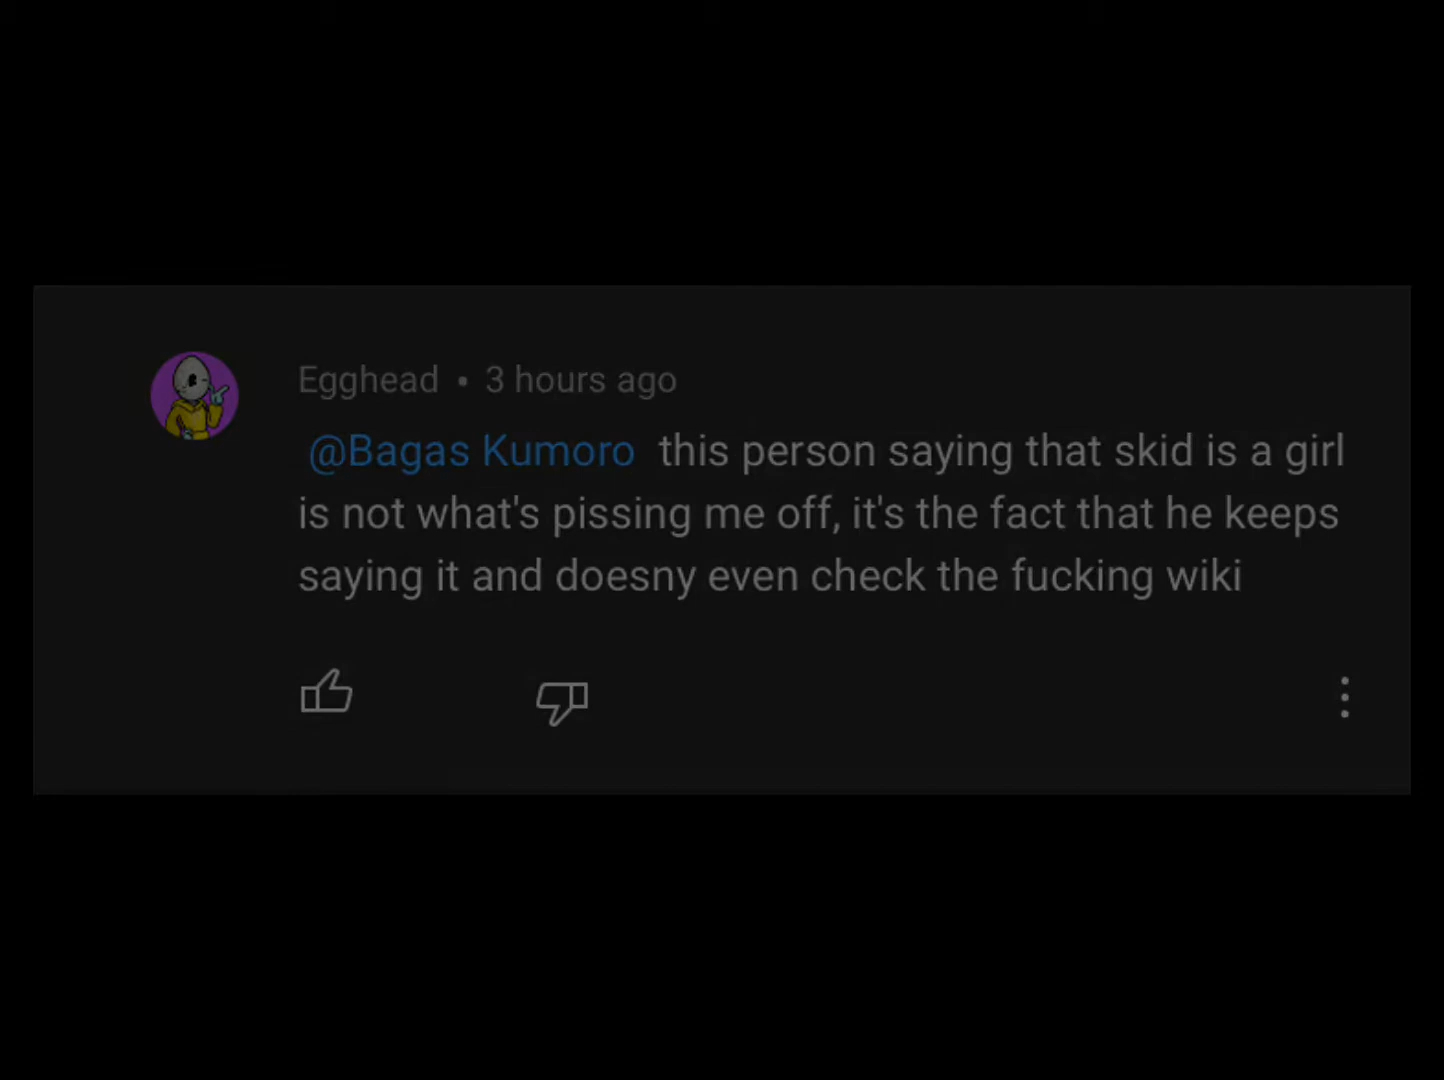 Egghead • 3 hours ago
@Bagas Kumoro this person saying that skid is a girl
is not what's pissing me off, it's the fact that he keeps
saying it and doesny even check the fucking wiki